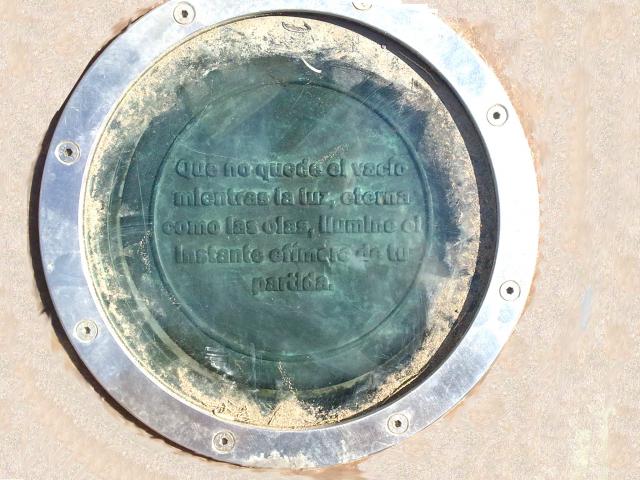 Que no quede el vacío
mientras la luz, eterna
como las olas, ilumine el
instante efímero de tu
partida.